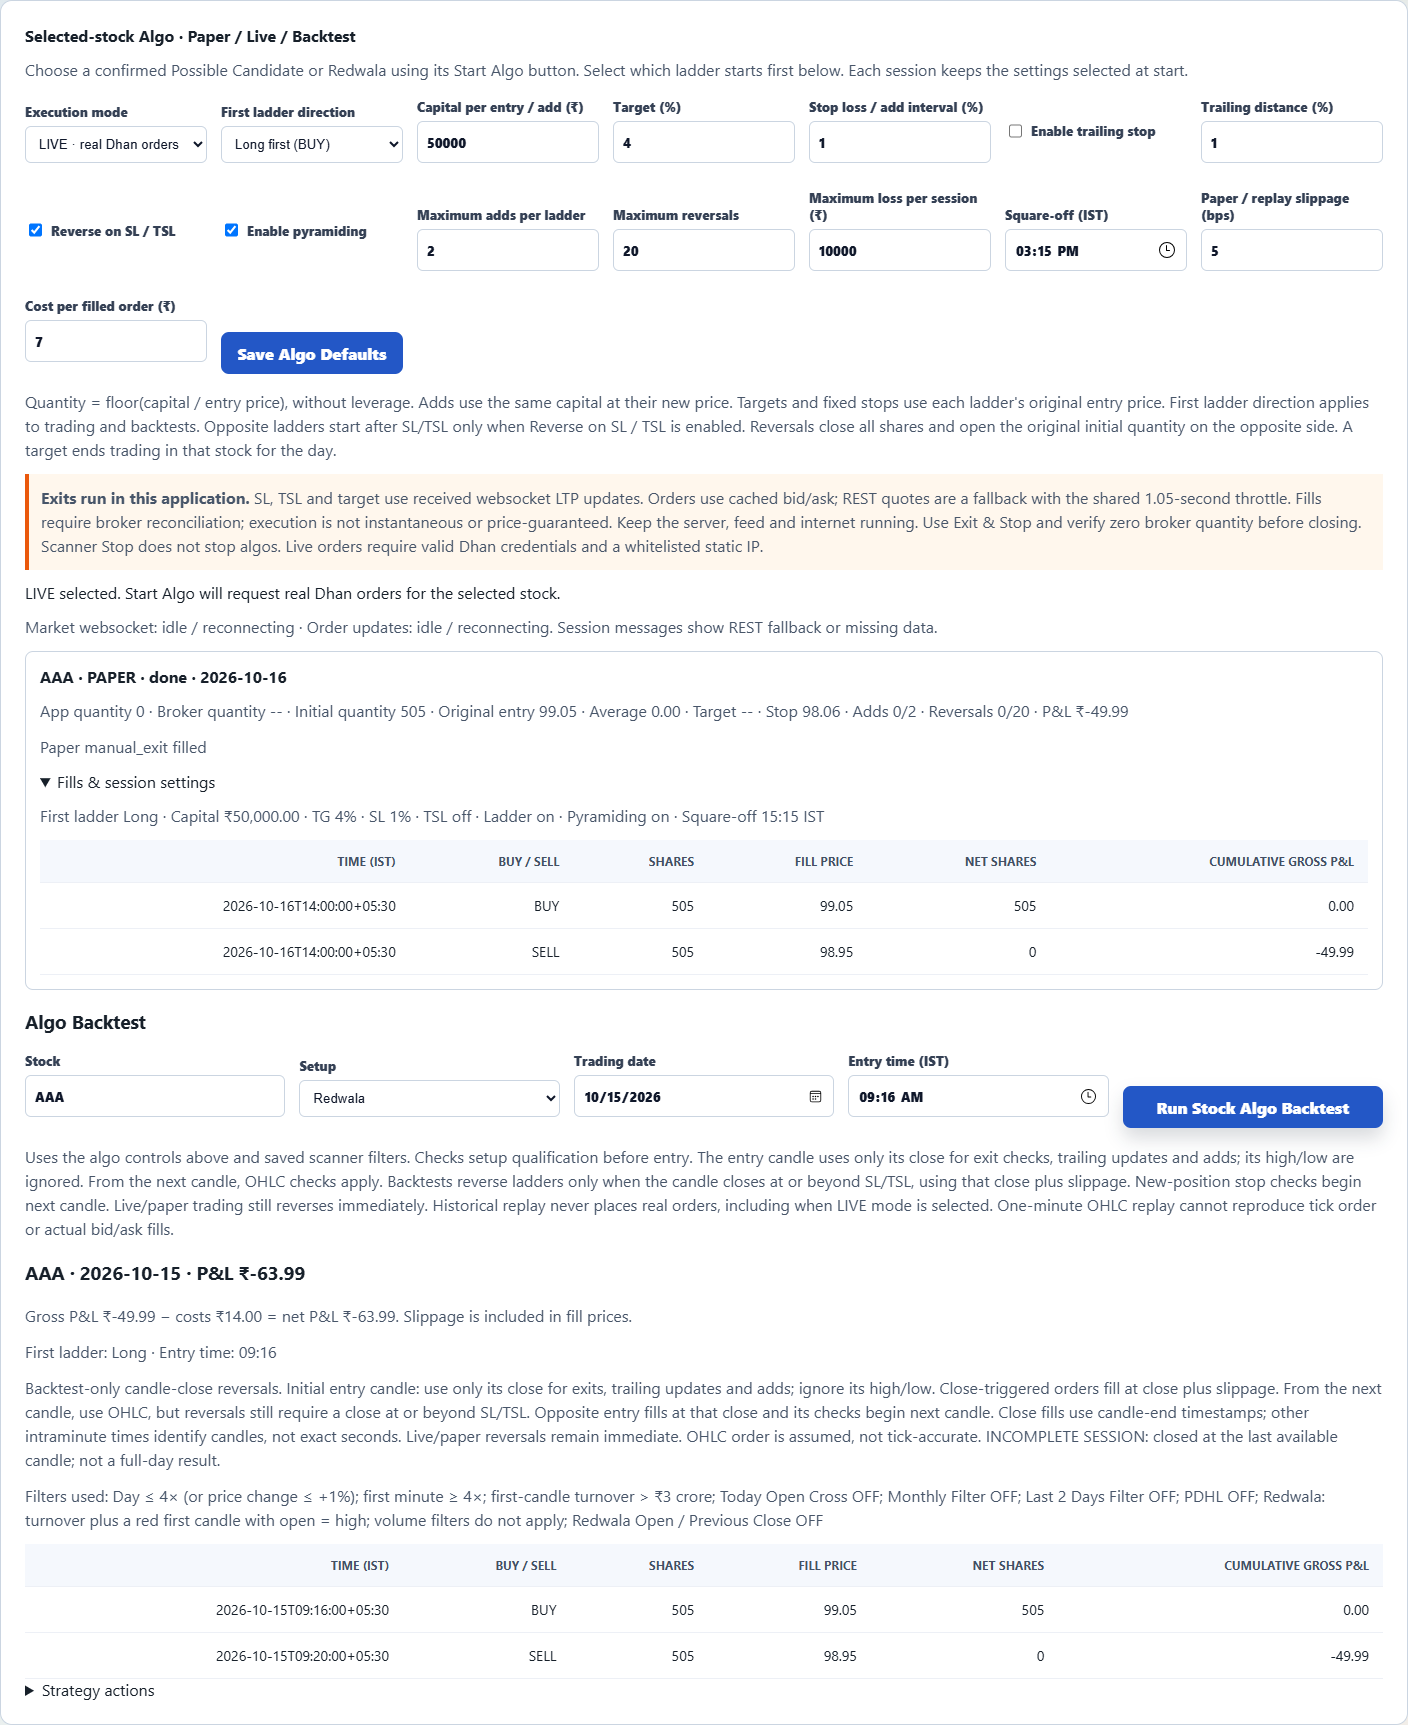 Selected-stock Algo · Paper / Live / Backtest
Choose a confirmed Possible Candidate or Redwala using its Start Algo button. Select which ladder starts first below. Each session keeps the settings selected at start.
Execution mode
LIVE · real Dhan orders
First ladder direction
Long first (BUY)
Capital per entry / add (₹)
50000
Target (%)
4
Stop loss / add interval (%)
1
Enable trailing stop
Trailing distance (%)
1
Reverse on SL / TSL
Enable pyramiding
Maximum adds per ladder
2
Maximum reversals
20
Maximum loss per session
(₹)
10000
Square-off (IST)
03:15 PM
Paper / replay slippage
(bps)
5
Cost per filled order (₹)
7
Save Algo Defaults
Quantity = floor(capital / entry price), without leverage. Adds use the same capital at their new price. Targets and fixed stops use each ladder's original entry price. First ladder direction applies
to trading and backtests. Opposite ladders start after SL/TSL only when Reverse on SL / TSL is enabled. Reversals close all shares and open the original initial quantity on the opposite side. A
target ends trading in that stock for the day.
Exits run in this application. SL, TSL and target use received websocket LTP updates. Orders use cached bid/ask; REST quotes are a fallback with the shared 1.05-second throttle. Fills
require broker reconciliation; execution is not instantaneous or price-guaranteed. Keep the server, feed and internet running. Use Exit & Stop and verify zero broker quantity before closing.
Scanner Stop does not stop algos. Live orders require valid Dhan credentials and a whitelisted static IP.
LIVE selected. Start Algo will request real Dhan orders for the selected stock.
Market websocket: idle / reconnecting · Order updates: idle / reconnecting. Session messages show REST fallback or missing data.
AAA · PAPER · done · 2026-10-16
App quantity 0 · Broker quantity -- · Initial quantity 505 · Original entry 99.05 · Average 0.00 · Target -- · Stop 98.06 · Adds 0/2 · Reversals 0/20 · P&L ₹-49.99
Paper manual_exit filled
▼ Fills & session settings
First ladder Long · Capital ₹50,000.00 · TG 4% · SL 1% · TSL off · Ladder on · Pyramiding on · Square-off 15:15 IST
TIME (IST) BUY / SELL SHARES FILL PRICE NET SHARES CUMULATIVE GROSS P&L
2026-10-16T14:00:00+05:30 BUY 505 99.05 505 0.00
2026-10-16T14:00:00+05:30 SELL 505 98.95 0 -49.99
Algo Backtest
Stock
AAA
Setup
Redwala
Trading date
10/15/2026
Entry time (IST)
09:16 AM
Run Stock Algo Backtest
Uses the algo controls above and saved scanner filters. Checks setup qualification before entry. The entry candle uses only its close for exit checks, trailing updates and adds; its high/low are
ignored. From the next candle, OHLC checks apply. Backtests reverse ladders only when the candle closes at or beyond SL/TSL, using that close plus slippage. New-position stop checks begin
next candle. Live/paper trading still reverses immediately. Historical replay never places real orders, including when LIVE mode is selected. One-minute OHLC replay cannot reproduce tick order
or actual bid/ask fills.
AAA · 2026-10-15 · P&L ₹-63.99
Gross P&L ₹-49.99 − costs ₹14.00 = net P&L ₹-63.99. Slippage is included in fill prices.
First ladder: Long · Entry time: 09:16
Backtest-only candle-close reversals. Initial entry candle: use only its close for exits, trailing updates and adds; ignore its high/low. Close-triggered orders fill at close plus slippage. From the next
candle, use OHLC, but reversals still require a close at or beyond SL/TSL. Opposite entry fills at that close and its checks begin next candle. Close fills use candle-end timestamps; other
intraminute times identify candles, not exact seconds. Live/paper reversals remain immediate. OHLC order is assumed, not tick-accurate. INCOMPLETE SESSION: closed at the last available
candle; not a full-day result.
Filters used: Day ≤ 4× (or price change ≤ +1%); first minute ≥ 4×; first-candle turnover > ₹3 crore; Today Open Cross OFF; Monthly Filter OFF; Last 2 Days Filter OFF; PDHL OFF; Redwala:
turnover plus a red first candle with open = high; volume filters do not apply; Redwala Open / Previous Close OFF
TIME (IST) BUY / SELL SHARES FILL PRICE NET SHARES CUMULATIVE GROSS P&L
2026-10-15T09:16:00+05:30 BUY 505 99.05 505 0.00
2026-10-15T09:20:00+05:30 SELL 505 98.95 0 -49.99
▶ Strategy actions